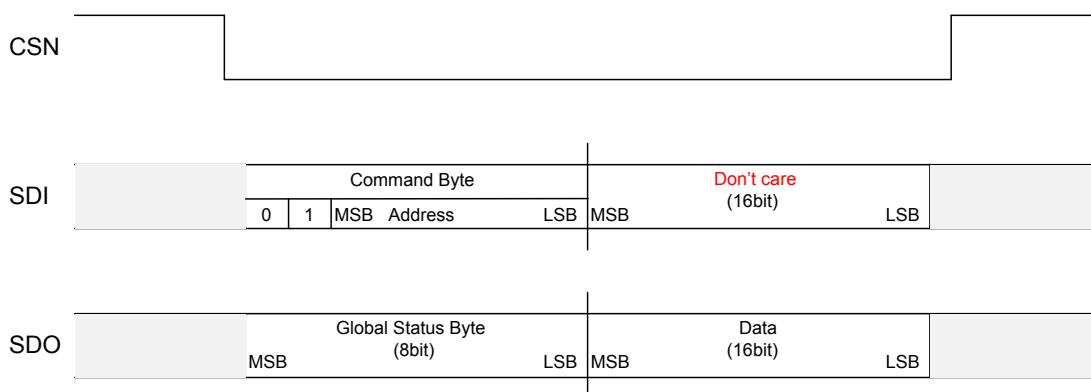 CSN
SDI
Command Byte
0 1 MSB Address LSB
Don't care
(16bit)
MSB LSB
SDO
Global Status Byte
(8bit)
MSB LSB
Data
(16bit)
MSB LSB